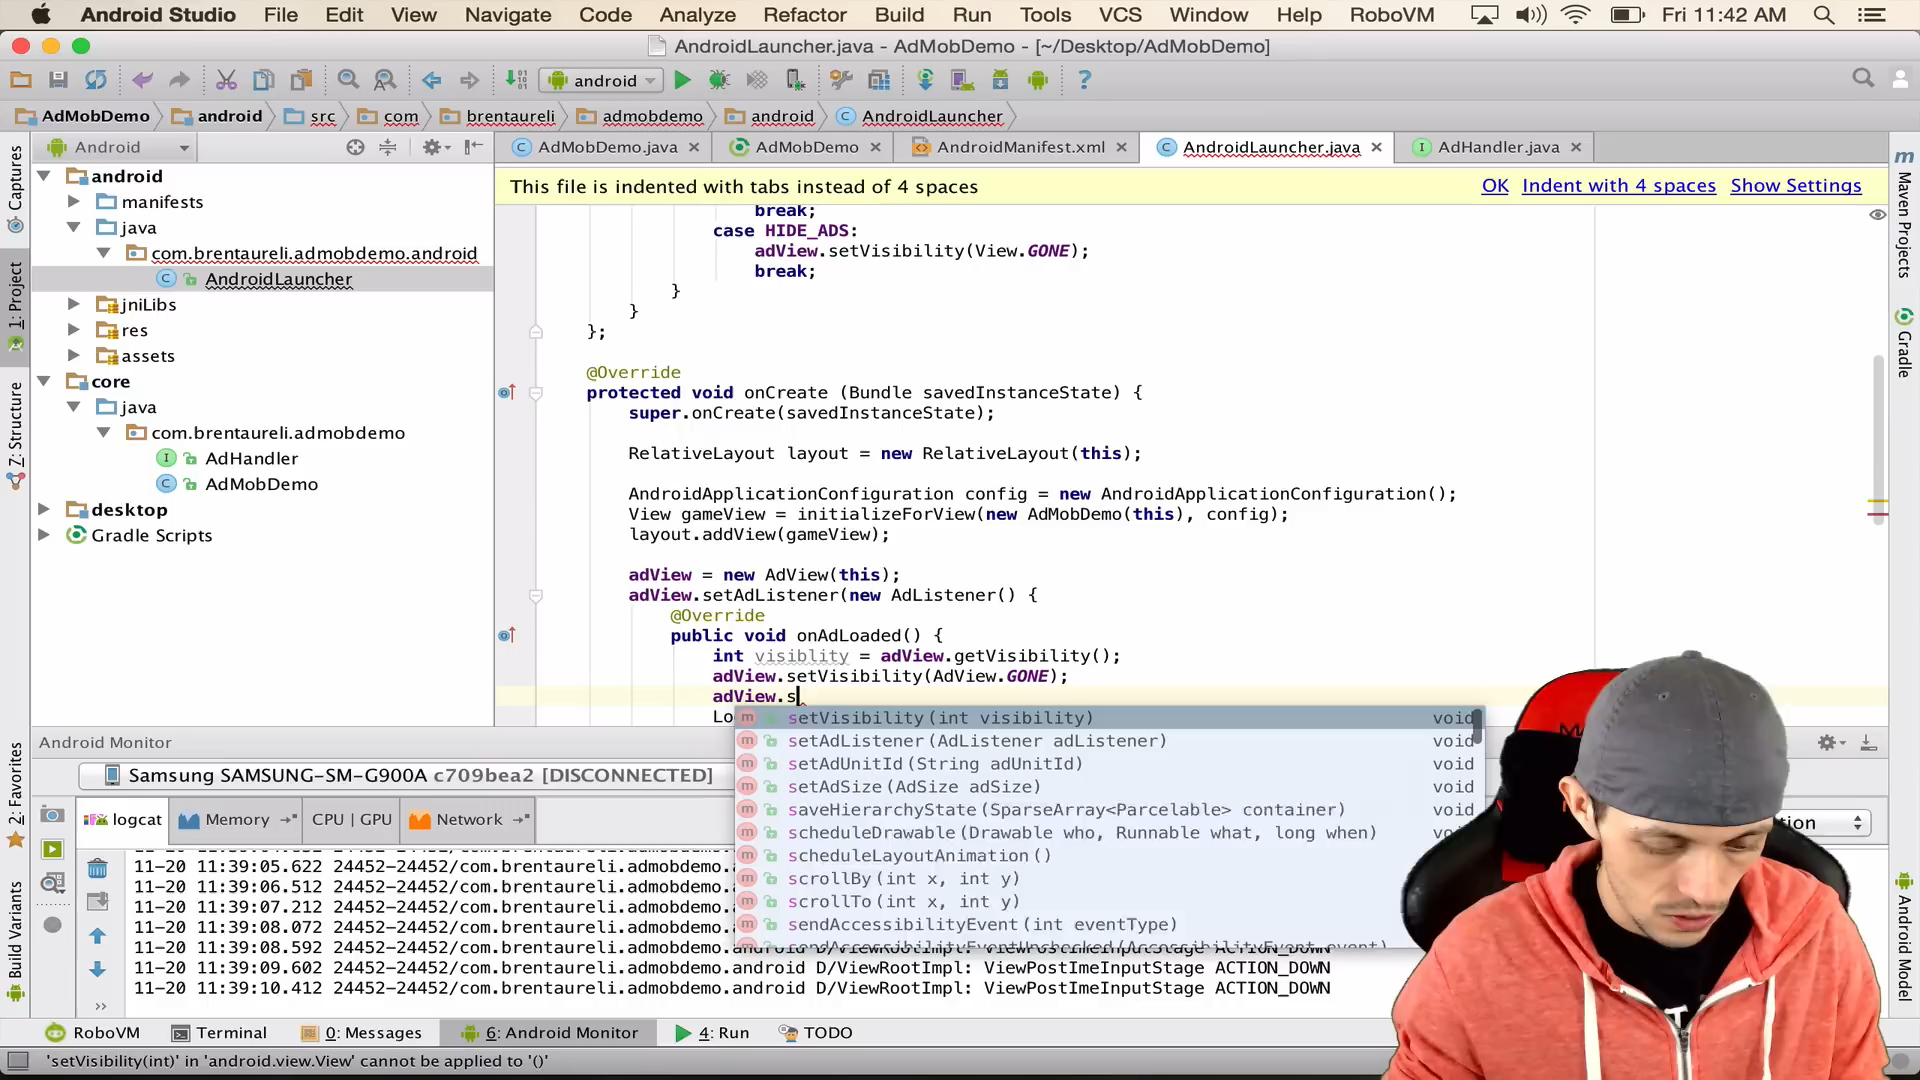 Android Studio File Edit View Navigate Code Analyze Refactor Build Run Tools VCS Window Help RoboVM Fri 11:42 AM
AndroidLauncher.java - AdMobDemo - [~/Desktop/AdMobDemo]
android
AdMobDemo android src com brentaureli admobdemo android AndroidLauncher
Android
AdMobDemo.java AdMobDemo AndroidManifest.xml AndroidLauncher.java AdHandler.java
This file is indented with tabs instead of 4 spaces OK Indent with 4 spaces Show Settings
Captures
1: Project
Z: Structure
2: Favorites
Build Variants
android
manifests
java
com.brentaureli.admobdemo.android
AndroidLauncher
jniLibs
res
assets
core
java
com.brentaureli.admobdemo
AdHandler
AdMobDemo
desktop
Gradle Scripts
break;
case HIDE_ADS:
adView.setVisibility(View.GONE);
break;
}
}
};
@Override
protected void onCreate (Bundle savedInstanceState) {
super.onCreate(savedInstanceState);
RelativeLayout layout = new RelativeLayout(this);
AndroidApplicationConfiguration config = new AndroidApplicationConfiguration();
View gameView = initializeForView(new AdMobDemo(this), config);
layout.addView(gameView);
adView = new AdView(this);
adView.setAdListener(new AdListener() {
@Override
public void onAdLoaded() {
int visiblity = adView.getVisibility();
adView.setVisibility(AdView.GONE);
adView.s
Lo
setVisibility(int visibility) void
setAdListener(AdListener adListener) void
setAdUnitId(String adUnitId) void
setAdSize(AdSize adSize) void
saveHierarchyState(SparseArray<Parcelable> container) void
scheduleDrawable(Drawable who, Runnable what, long when)
scheduleLayoutAnimation()
scrollBy(int x, int y)
scrollTo(int x, int y)
sendAccessibilityEvent(int eventType)
sendAccessibilityEventUnchecked(AccessibilityEvent event)
m Maven Projects
Gradle
Android Model
Android Monitor
Samsung SAMSUNG-SM-G900A c709bea2 [DISCONNECTED]
logcat Memory CPU | GPU Network
11-20 11:39:05.622 24452-24452/com.brentaureli.admobdemo.
11-20 11:39:06.512 24452-24452/com.brentaureli.admobdemo.
11-20 11:39:07.212 24452-24452/com.brentaureli.admobdemo.
11-20 11:39:08.072 24452-24452/com.brentaureli.admobdemo.
11-20 11:39:08.592 24452-24452/com.brentaureli.admobdemo.android D/ViewRootImpl: ViewPostImeInputStage ACTION_DOWN
11-20 11:39:09.602 24452-24452/com.brentaureli.admobdemo.android D/ViewRootImpl: ViewPostImeInputStage ACTION_DOWN
11-20 11:39:10.412 24452-24452/com.brentaureli.admobdemo.android D/ViewRootImpl: ViewPostImeInputStage ACTION_DOWN
RoboVM Terminal 0: Messages 6: Android Monitor 4: Run TODO
'setVisibility(int)' in 'android.view.View' cannot be applied to '()'